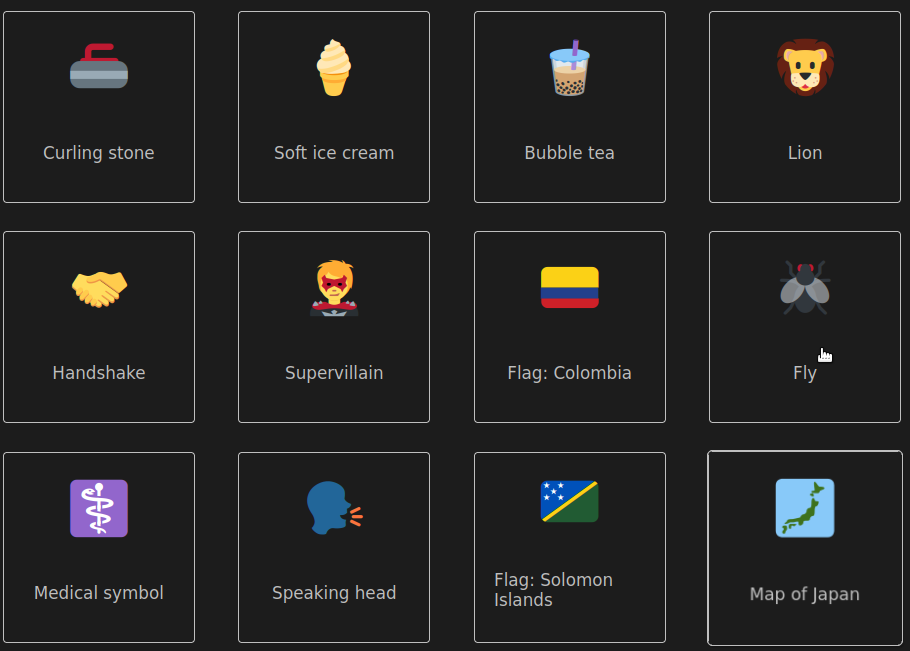 Curling stone
Soft ice cream
Bubble tea
Lion
Handshake
Supervillain
Flag: Colombia
Fly
Medical symbol
Speaking head
Flag: Solomon
Islands
Map of Japan